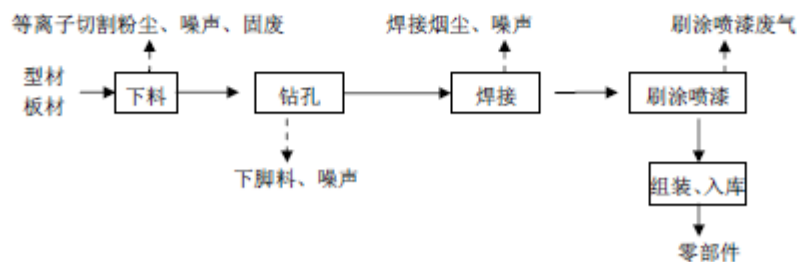 等离子切割粉尘、噪声、固废
焊接烟尘、噪声
刷涂喷漆废气
型材
板材
下料
钻孔
焊接
刷涂喷漆
下脚料、噪声
组装、入库
零部件